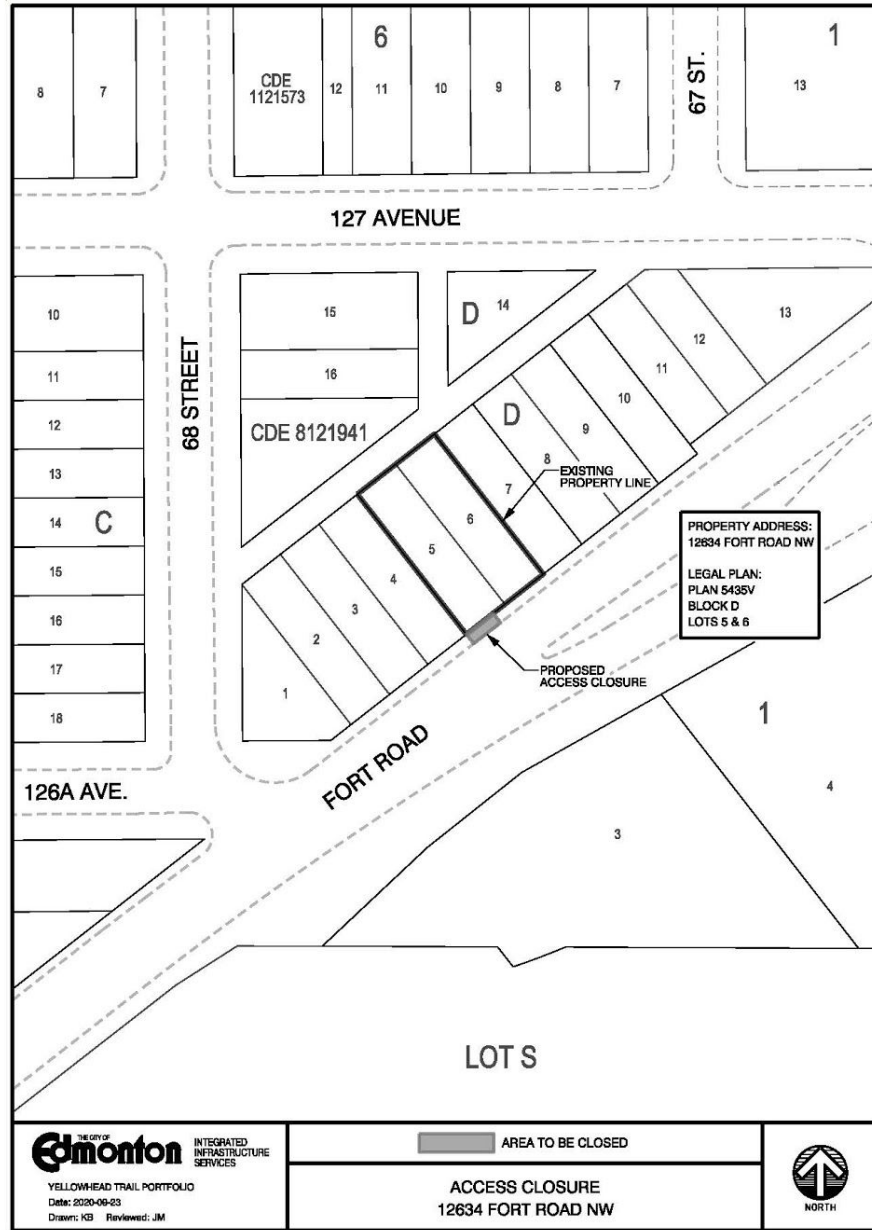 6
1
8
7
CDE
1121573
12
11
10
9
8
7
67 ST.
13
127 AVENUE
10
11
12
13
14
C
15
16
17
18
68 STREET
15
16
CDE 8121941
D
14
13
12
11
10
9
8
7
D
EXISTING
PROPERTY LINE
6
5
4
3
2
1
PROPERTY ADDRESS:
12634 FORT ROAD NW
LEGAL PLAN:
PLAN 5435V
BLOCK D
LOTS 5 & 6
PROPOSED
ACCESS CLOSURE
FORT ROAD
1
4
3
126A AVE.
LOT S
THE CITY OF
Edmonton
INTEGRATED
INFRASTRUCTURE
SERVICES
YELLOWHEAD TRAIL PORTFOLIO
Date: 2020-09-23
Drawn: KB Reviewed: JM
AREA TO BE CLOSED
ACCESS CLOSURE
12634 FORT ROAD NW
NORTH